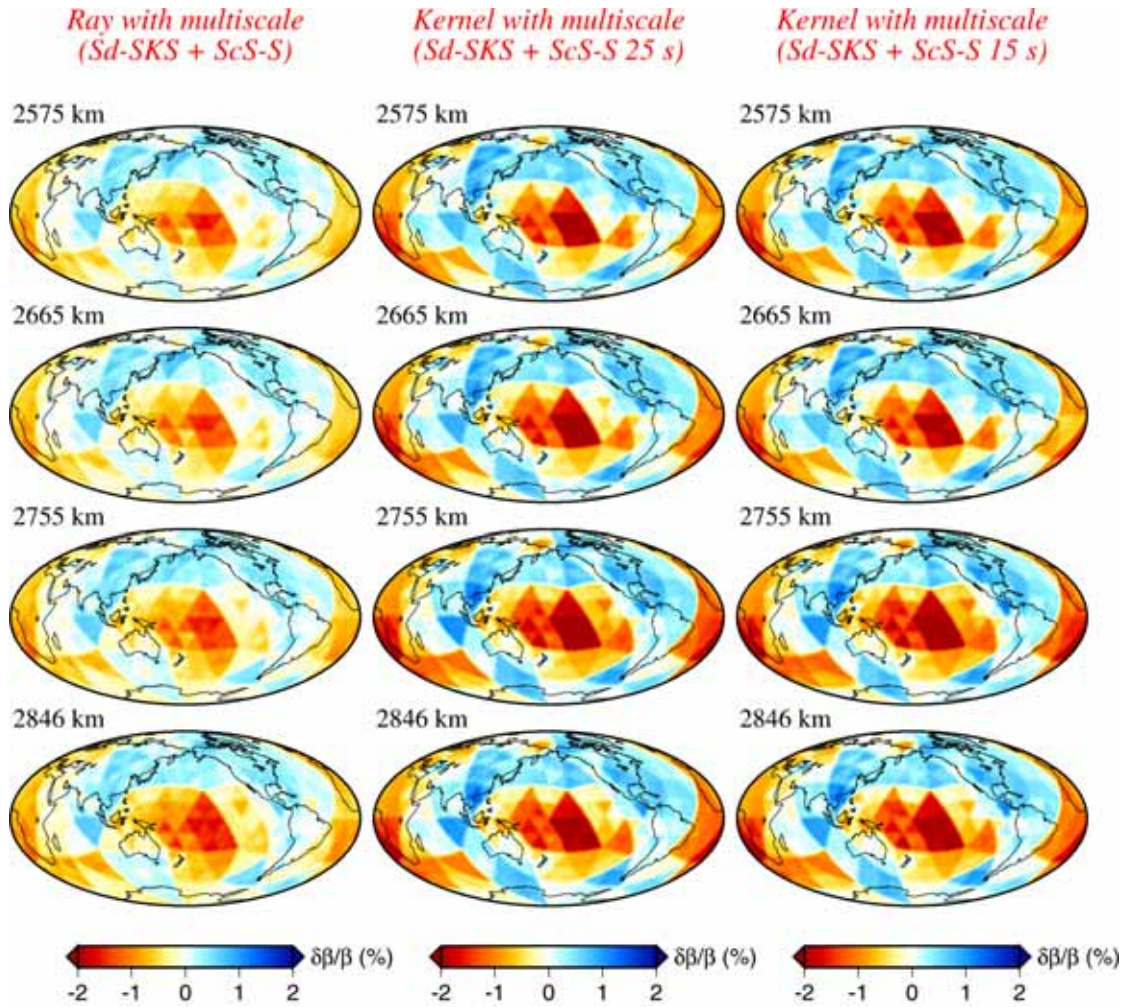 Ray with multiscale
(Sd-SKS + ScS-S)
Kernel with multiscale
(Sd-SKS + ScS-S 25 s)
Kernel with multiscale
(Sd-SKS + ScS-S 15 s)
2575 km
2575 km
2575 km
2665 km
2665 km
2665 km
2755 km
2755 km
2755 km
2846 km
2846 km
2846 km
δβ/β (%)
-2 -1 0 1 2
δβ/β (%)
-2 -1 0 1 2
δβ/β (%)
-2 -1 0 1 2